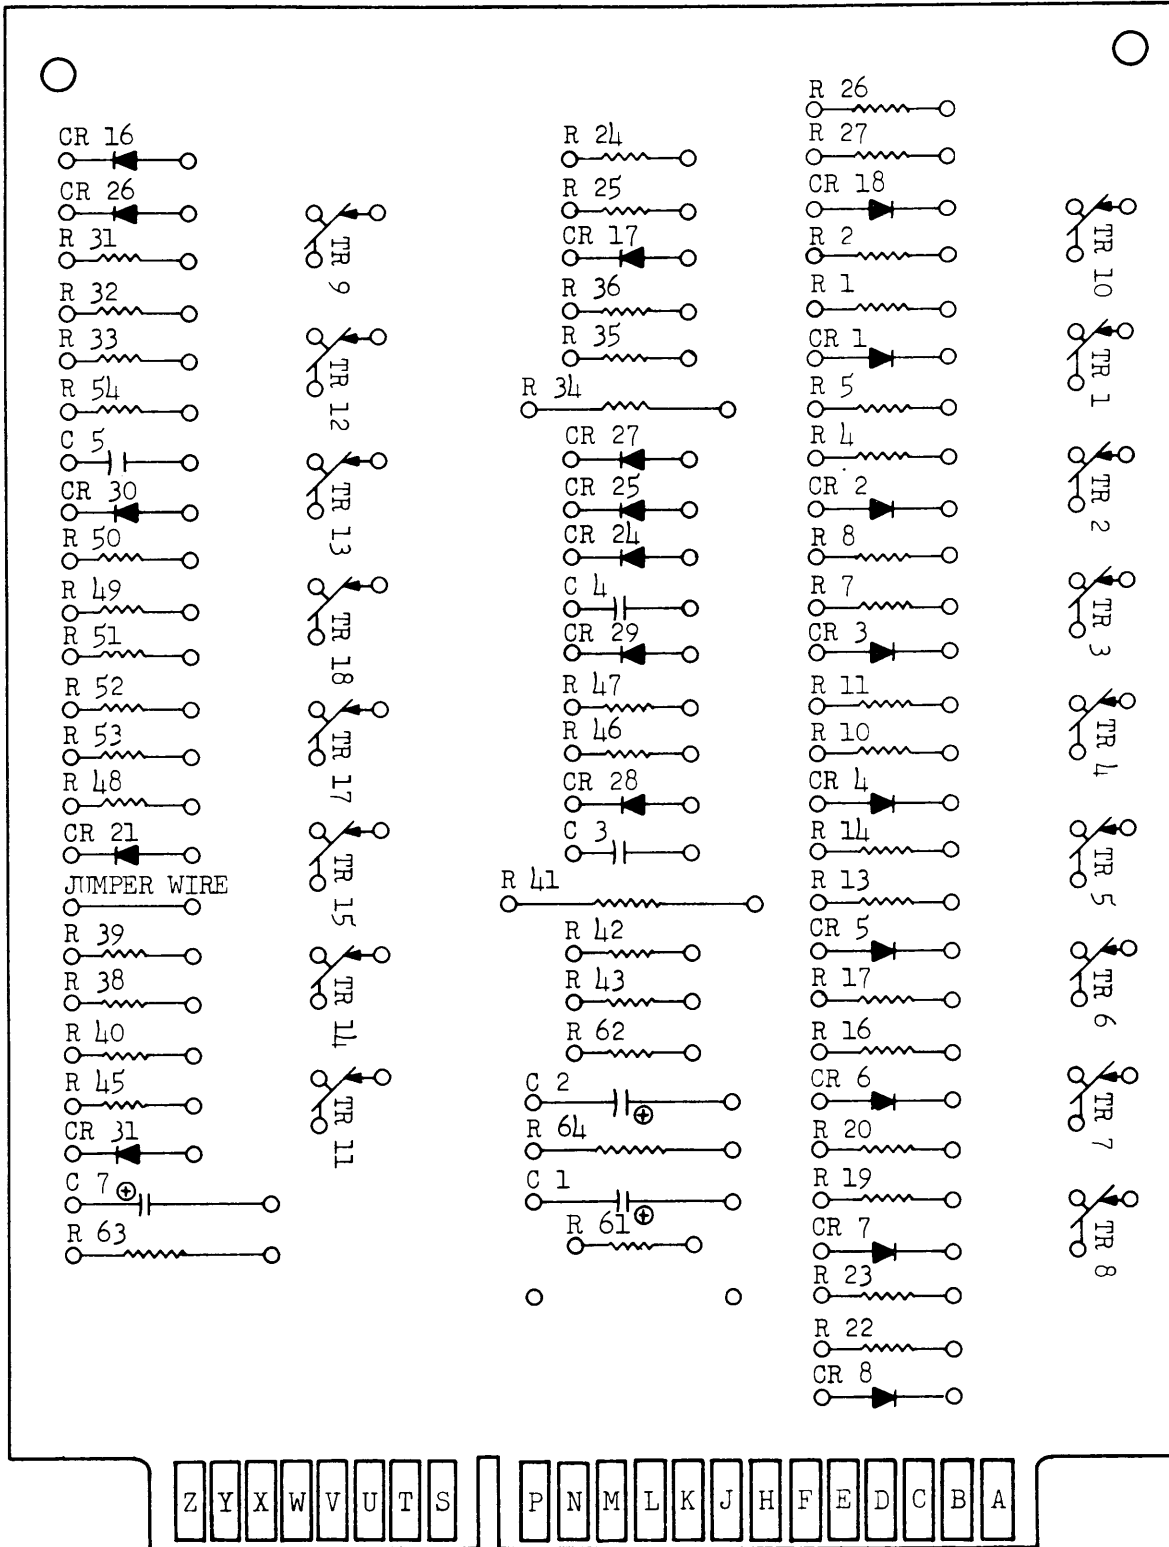 CR 16
CR 26
R 31
R 32
R 33
R 54
C 5
CR 30
R 50
R 49
R 51
R 52
R 53
R 48
CR 21
JUMPER WIRE
R 39
R 38
R 40
R 45
CR 31
C 7
R 63
TR 9
TR 12
TR 13
TR 18
TR 17
TR 15
TR 14
TR 11
R 24
R 25
CR 17
R 36
R 35
R 34
CR 27
CR 25
CR 24
C 4
CR 29
R 47
R 46
CR 28
C 3
R 41
R 42
R 43
R 62
C 2
R 64
C 1
R 61
R 26
R 27
CR 18
R 2
R 1
CR 1
R 5
R 4
CR 2
R 8
R 7
CR 3
R 11
R 10
CR 4
R 14
R 13
CR 5
R 17
R 16
CR 6
R 20
R 19
CR 7
R 23
R 22
CR 8
TR 10
TR 1
TR 2
TR 3
TR 4
TR 5
TR 6
TR 7
TR 8
Z Y X W V U T S P N M L K J H F E D C B A